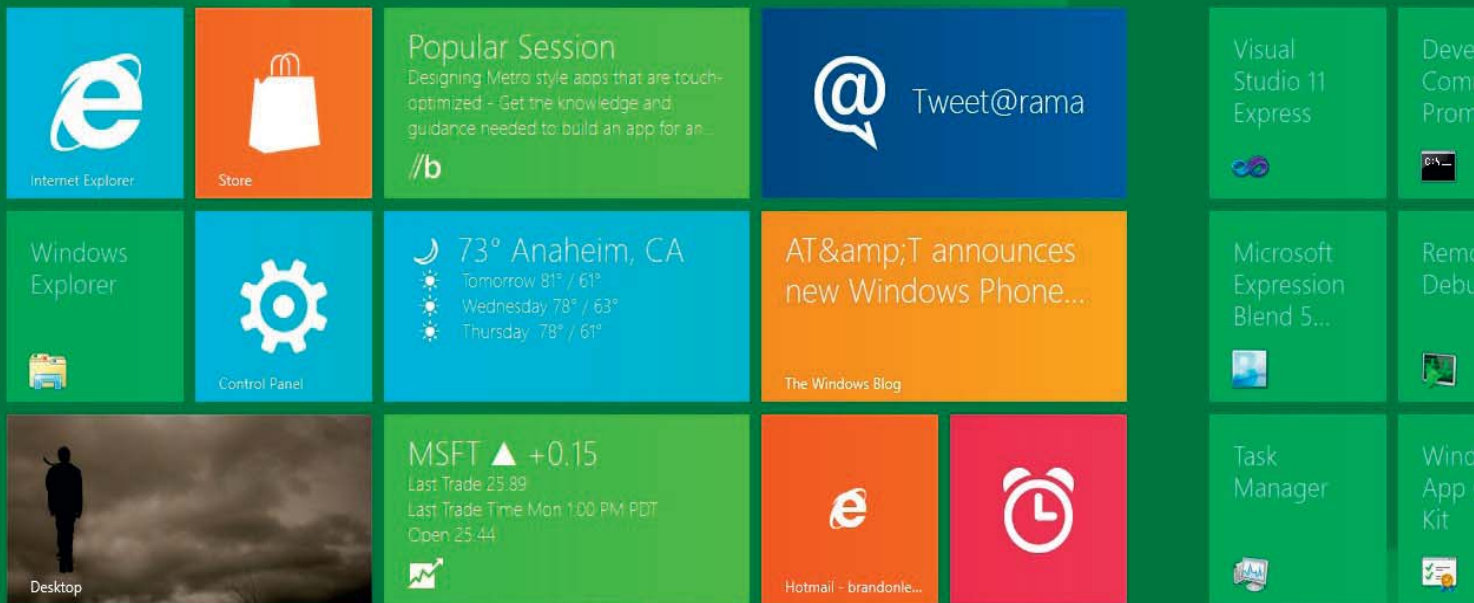 Internet Explorer
Store
Popular Session
Designing Metro style apps that are touch-
optimized - Get the knowledge and
guidance needed to build an app for an...
//b
@ Tweet@rama
Visual
Studio 11
Express
Deve
Com
Prom
C:\_
Windows
Explorer
Control Panel
73° Anaheim, CA
Tomorrow 81° / 61°
Wednesday 78° / 63°
Thursday 78° / 61°
AT&amp;T announces
new Windows Phone...
The Windows Blog
Microsoft
Expression
Blend 5...
Remo
Debu
Desktop
MSFT ▲ +0.15
Last Trade 25.89
Last Trade Time Mon 1:00 PM PDT
Open 25.44
Hotmail - brandonle...
Task
Manager
Wind
App
Kit